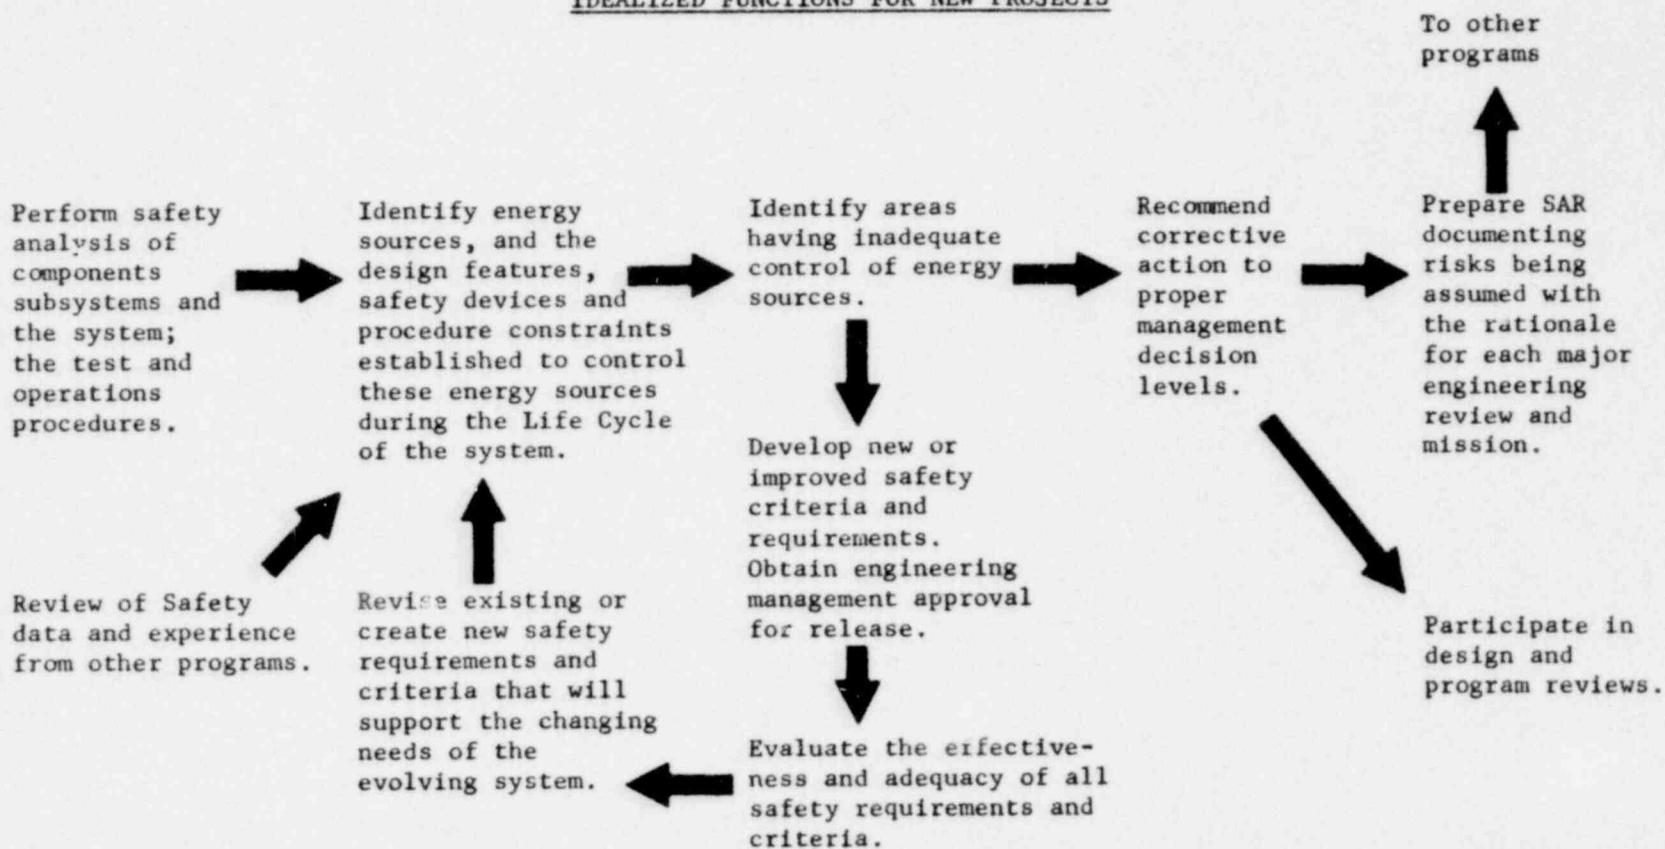 IDEALIZED FUNCTIONS FOR NEW PROJECTS
To other
programs
Perform safety
analysis of
components
subsystems and
the system;
the test and
operations
procedures.
Identify energy
sources, and the
design features,
safety devices and
procedure constraints
established to control
these energy sources
during the Life Cycle
of the system.
Identify areas
having inadequate
control of energy
sources.
Recommend
corrective
action to
proper
management
decision
levels.
Prepare SAR
documenting
risks being
assumed with
the rationale
for each major
engineering
review and
mission.
Develop new or
improved safety
criteria and
requirements.
Obtain engineering
management approval
for release.
Review of Safety
data and experience
from other programs.
Revise existing or
create new safety
requirements and
criteria that will
support the changing
needs of the
evolving system.
Participate in
design and
program reviews.
Evaluate the effective-
ness and adequacy of all
safety requirements and
criteria.